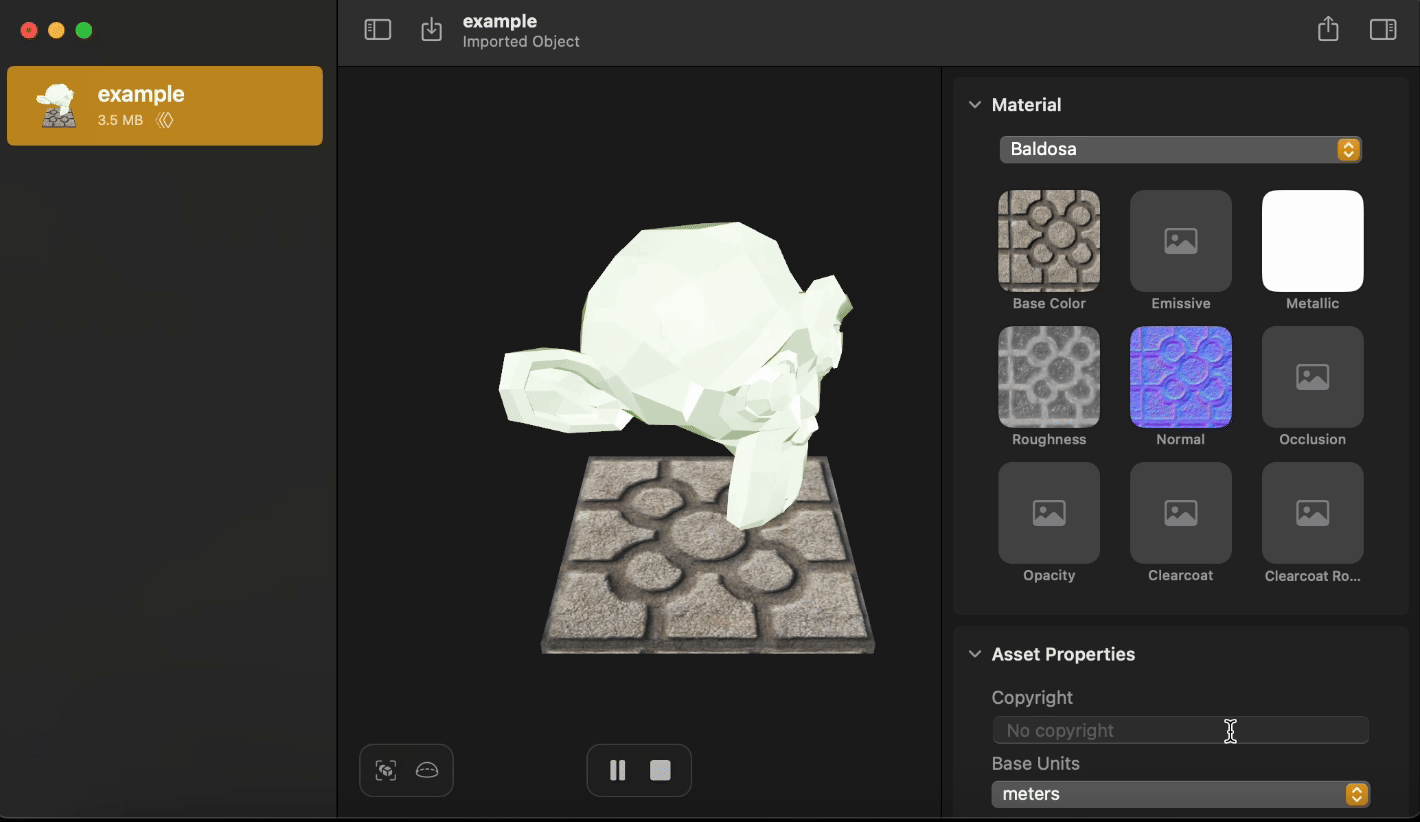 example
Imported Object
example
3.5 MB
Material
Baldosa
Base Color
Emissive
Metallic
Roughness
Normal
Occlusion
Opacity
Clearcoat
Clearcoat Ro...
Asset Properties
Copyright
No copyright
Base Units
meters